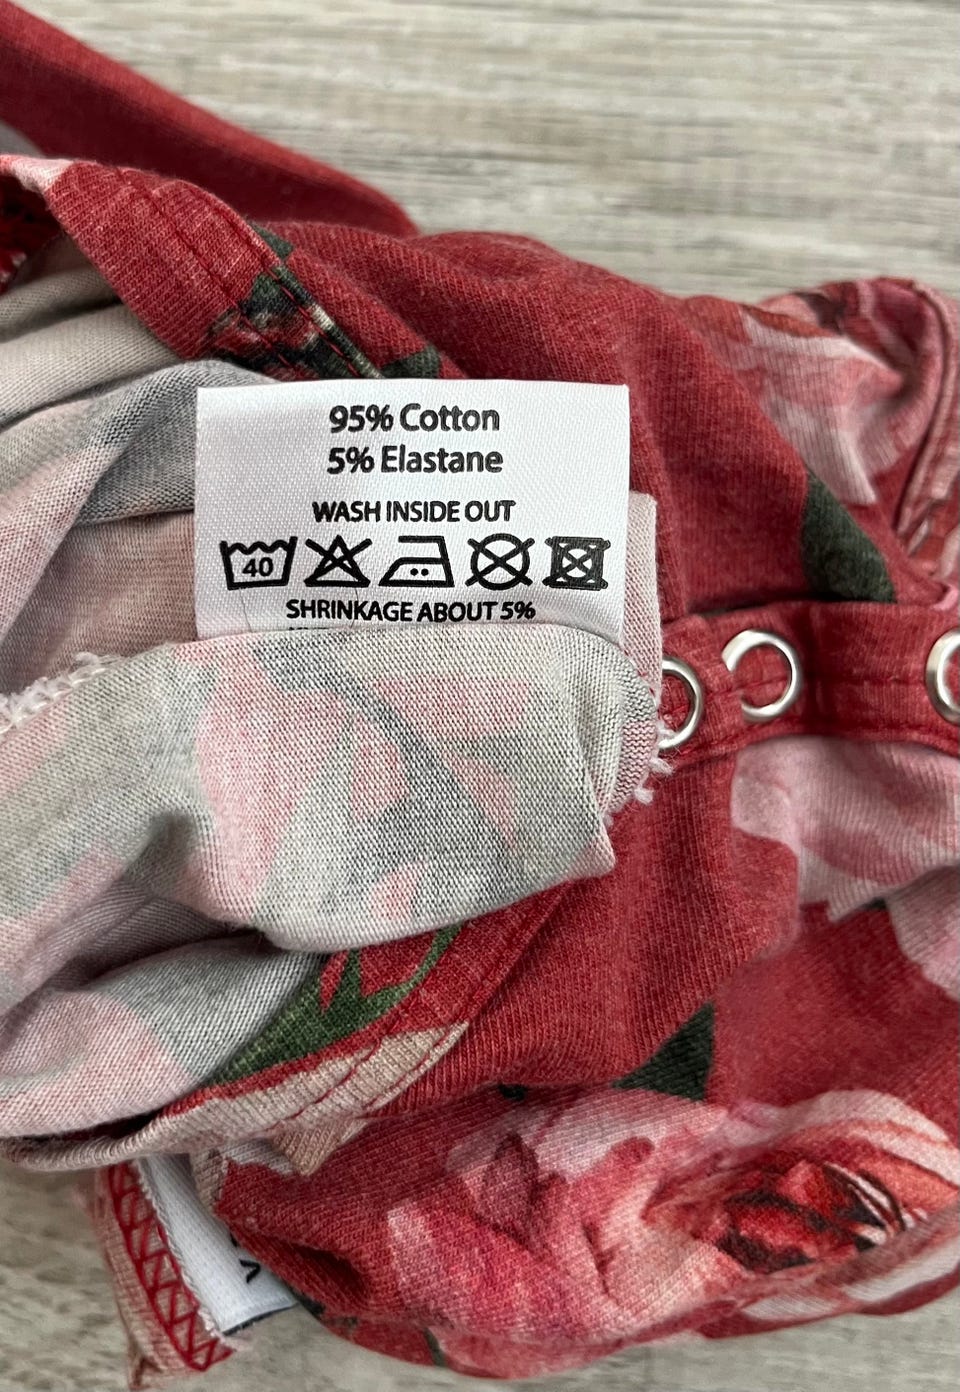 95% Cotton
5% Elastane
WASH INSIDE OUT
40
SHRINKAGE ABOUT 5%